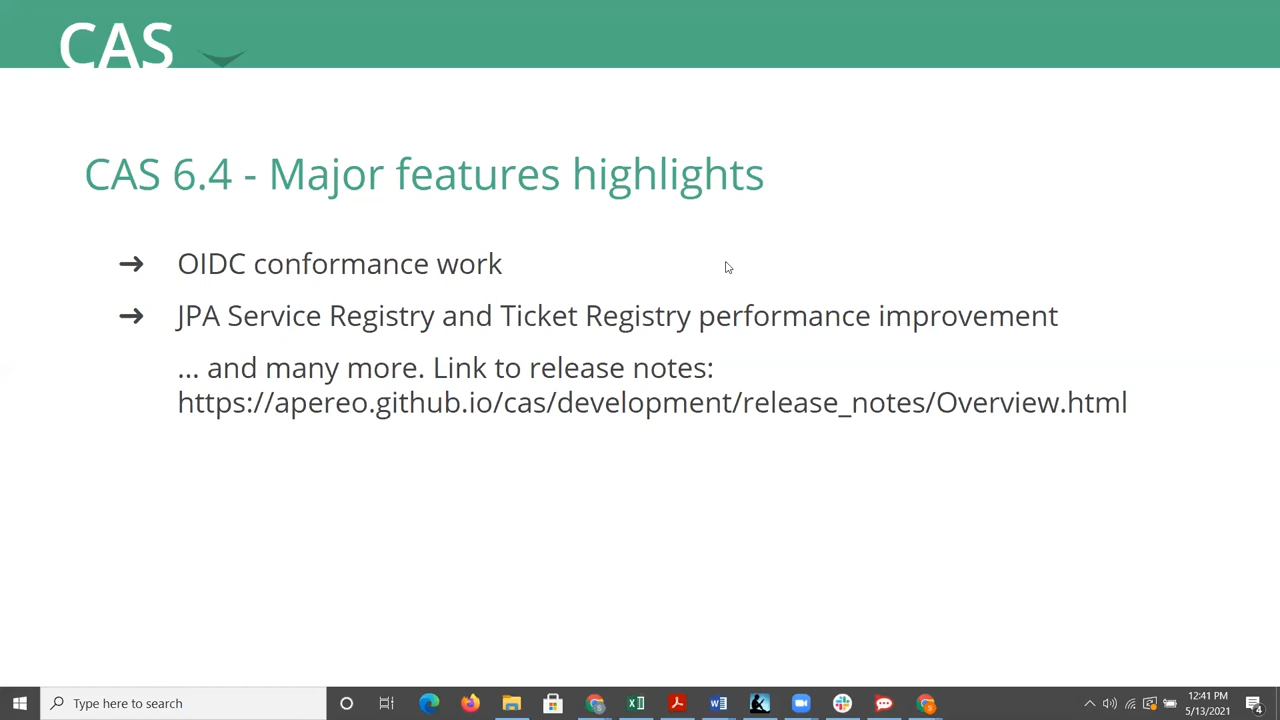 CAS
CAS 6.4 - Major features highlights
➜ OIDC conformance work
➜ JPA Service Registry and Ticket Registry performance improvement
... and many more. Link to release notes:
https://apereo.github.io/cas/development/release_notes/Overview.html
Type here to search
12:41 PM
5/13/2021
4